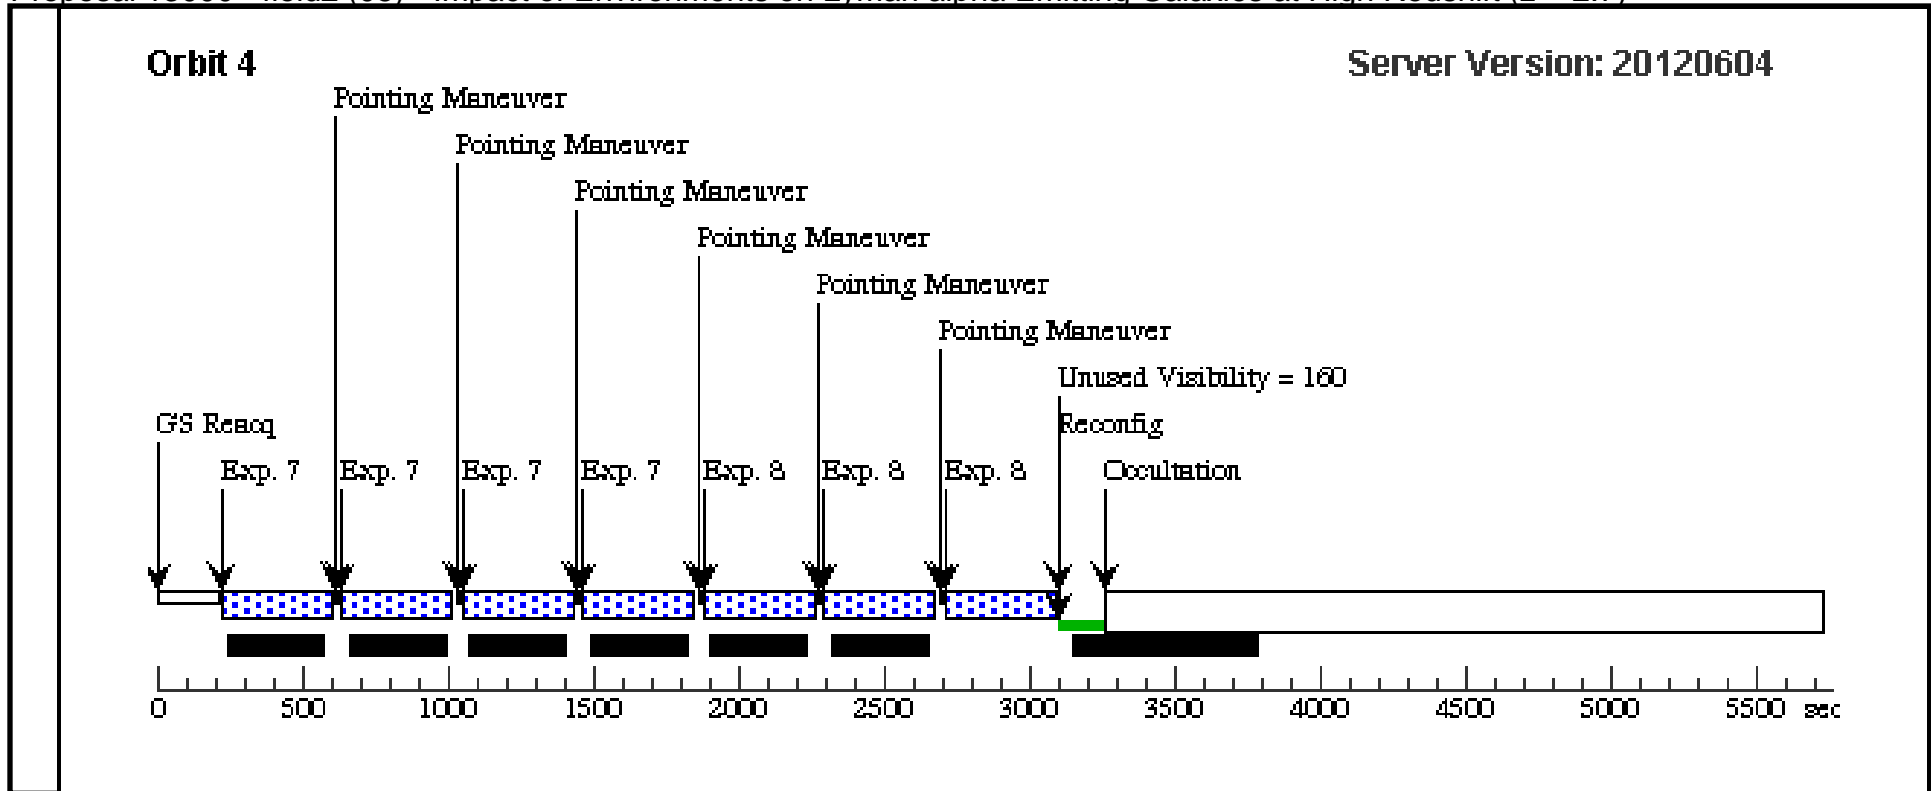 Orbit 4
Server Version: 20120604
Pointing Maneuver
Pointing Maneuver
Pointing Maneuver
Pointing Maneuver
Pointing Maneuver
Pointing Maneuver
Unused Visibility = 160
GS Reacq
Reconfig
Exp. 7
Exp. 7
Exp. 7
Exp. 7
Exp. 8
Exp. 8
Exp. 8
Occultation
0
500
1000
1500
2000
2500
3000
3500
4000
4500
5000
5500
sec